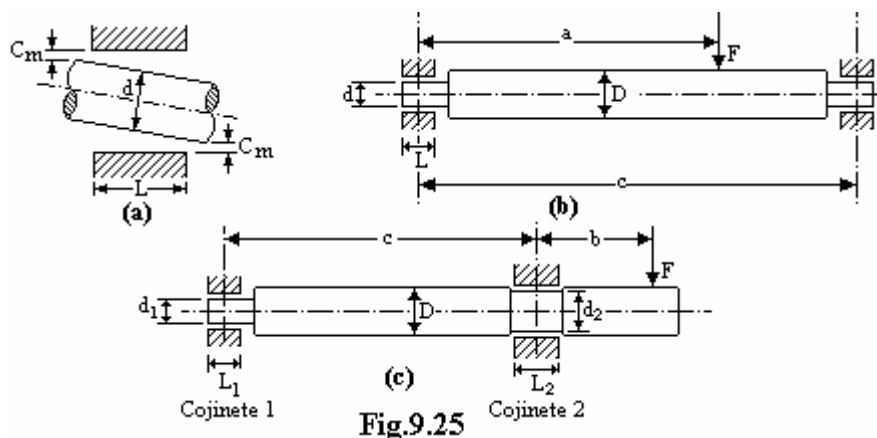 Cm
d
Cm
L
(a)
a
F
d
D
L
c
(b)
c
b
F
d1
D
d2
L1
L2
(c)
Cojinete 1
Cojinete 2
Fig.9.25